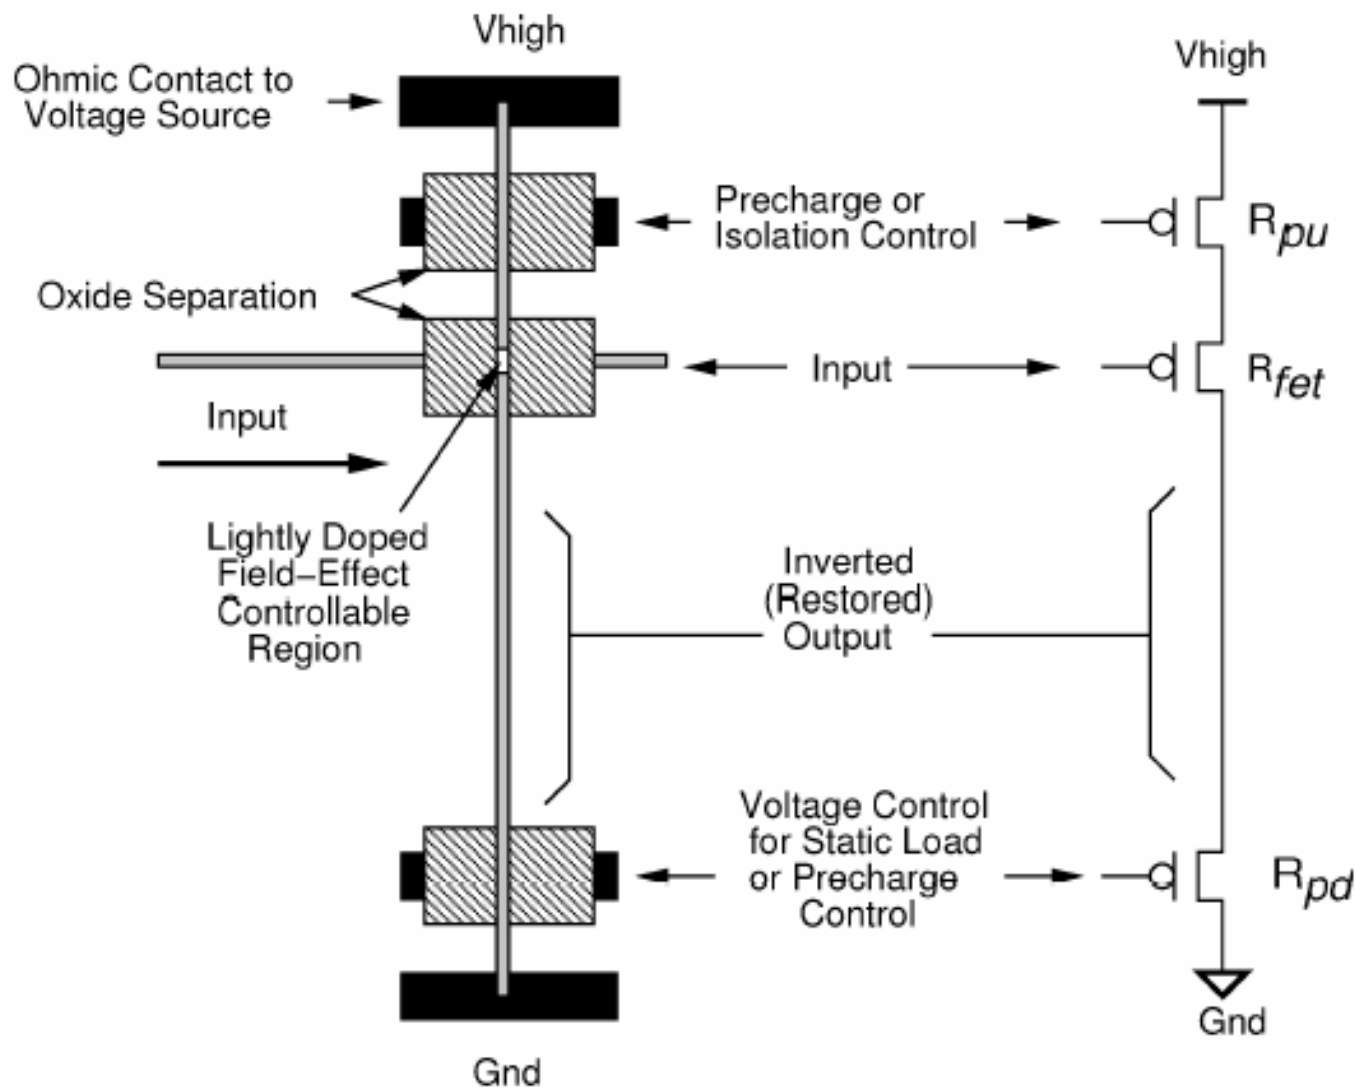 Vhigh
Vhigh
Ohmic Contact to
Voltage Source
Precharge or
Isolation Control
Rpu
Oxide Separation
Input
Rfet
Input
Lightly Doped
Field–Effect
Controllable
Region
Inverted
(Restored)
Output
Voltage Control
for Static Load
or Precharge
Control
Rpd
Gnd
Gnd